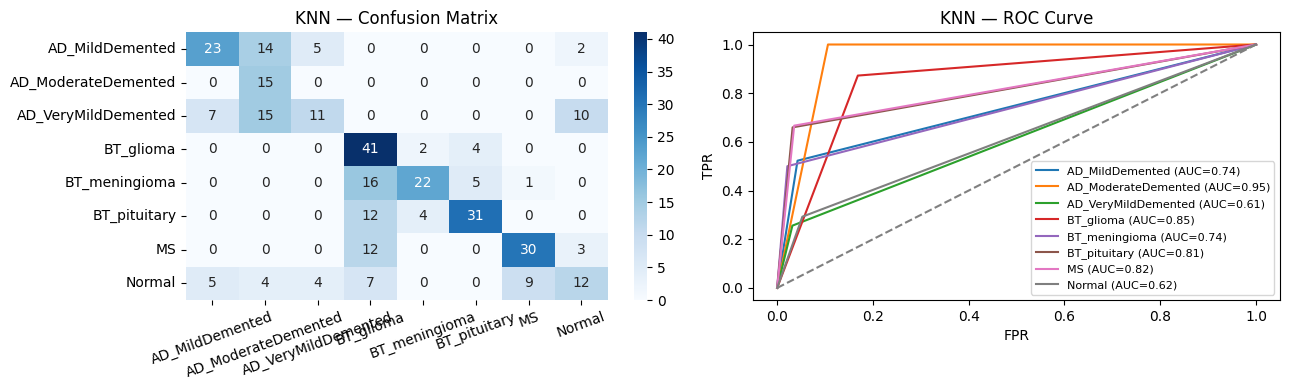 KNN — Confusion Matrix
AD_MildDemented 23 14 5 0 0 0 0 2
AD_ModerateDemented 0 15 0 0 0 0 0 0
AD_VeryMildDemented 7 15 11 0 0 0 0 10
BT_glioma 0 0 0 41 2 4 0 0
BT_meningioma 0 0 0 16 22 5 1 0
BT_pituitary 0 0 0 12 4 31 0 0
MS 0 0 0 12 0 0 30 3
Normal 5 4 4 7 0 0 9 12
AD_MildDemented
AD_ModerateDemented
AD_VeryMildDemented
BT_glioma
BT_meningioma
BT_pituitary
MS
Normal
40
35
30
25
20
15
10
5
0
KNN — ROC Curve
TPR
1.0
0.8
0.6
0.4
0.2
0.0
AD_MildDemented (AUC=0.74)
AD_ModerateDemented (AUC=0.95)
AD_VeryMildDemented (AUC=0.61)
BT_glioma (AUC=0.85)
BT_meningioma (AUC=0.74)
BT_pituitary (AUC=0.81)
MS (AUC=0.82)
Normal (AUC=0.62)
0.0 0.2 0.4 0.6 0.8 1.0
FPR